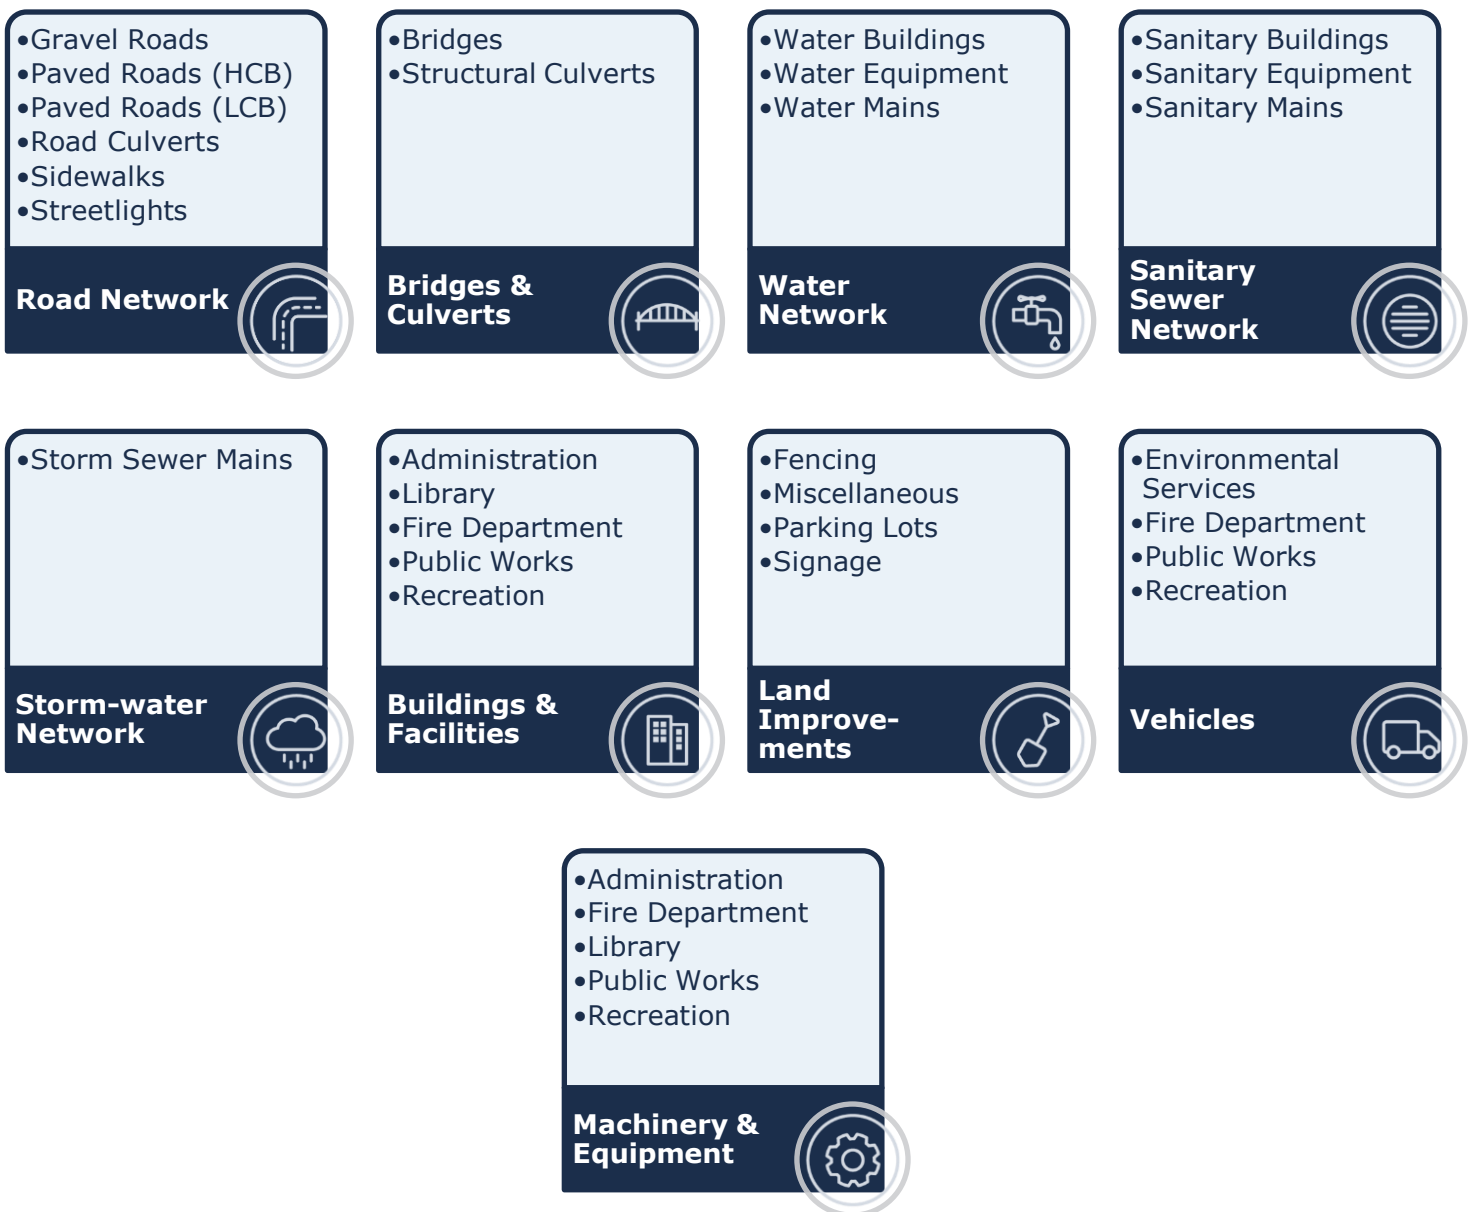 •Gravel Roads
•Paved Roads (HCB)
•Paved Roads (LCB)
•Road Culverts
•Sidewalks
•Streetlights
Road Network
•Bridges
•Structural Culverts
Bridges &
Culverts
•Water Buildings
•Water Equipment
•Water Mains
Water
Network
•Sanitary Buildings
•Sanitary Equipment
•Sanitary Mains
Sanitary
Sewer
Network
•Storm Sewer Mains
Storm-water
Network
•Administration
•Library
•Fire Department
•Public Works
•Recreation
Buildings &
Facilities
•Fencing
•Miscellaneous
•Parking Lots
•Signage
Land
Improve-
ments
•Environmental
Services
•Fire Department
•Public Works
•Recreation
Vehicles
•Administration
•Fire Department
•Library
•Public Works
•Recreation
Machinery &
Equipment